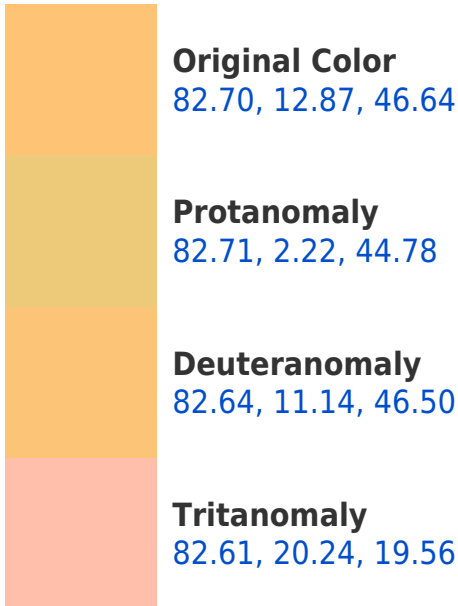 Original Color
82.70, 12.87, 46.64
Protanomaly
82.71, 2.22, 44.78
Deuteranomaly
82.64, 11.14, 46.50
Tritanomaly
82.61, 20.24, 19.56